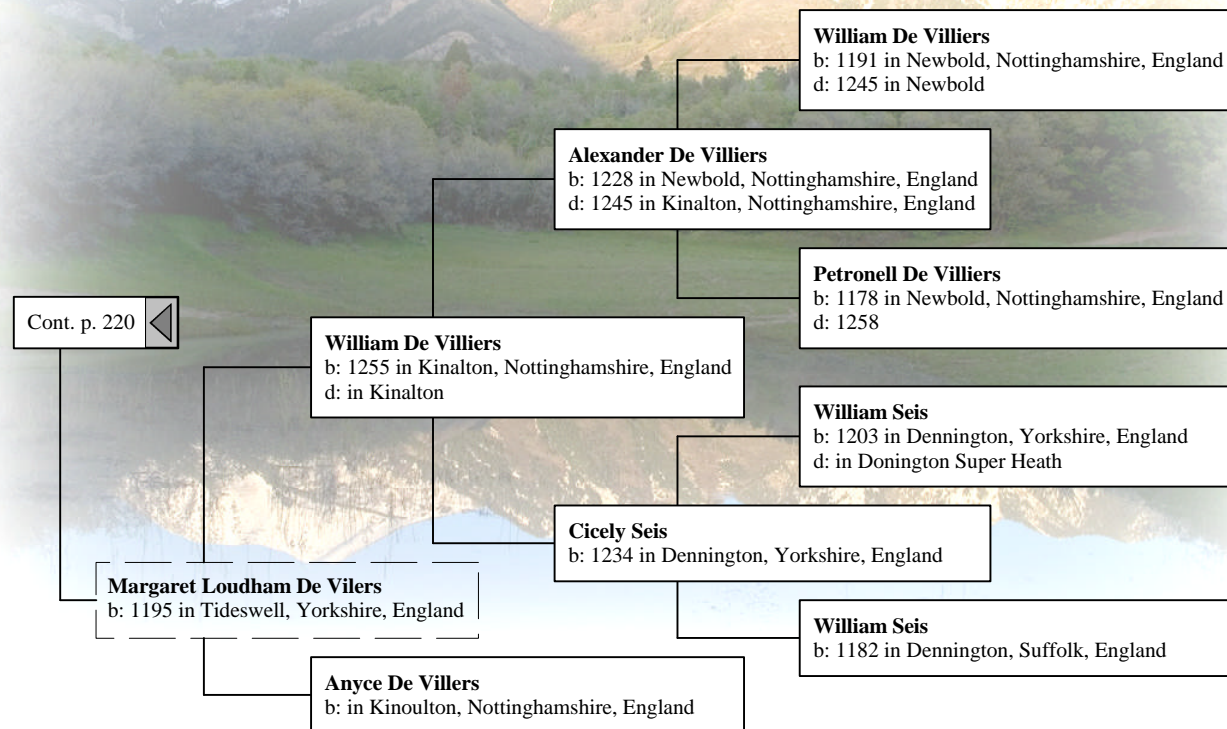 William De Villiers
b: 1191 in Newbold, Nottinghamshire, England
d: 1245 in Newbold
Alexander De Villiers
b: 1228 in Newbold, Nottinghamshire, England
d: 1245 in Kinalton, Nottinghamshire, England
Petronell De Villiers
b: 1178 in Newbold, Nottinghamshire, England
d: 1258
Cont. p. 220
William De Villiers
b: 1255 in Kinalton, Nottinghamshire, England
d: in Kinalton
William Seis
b: 1203 in Dennington, Yorkshire, England
d: in Donington Super Heath
Cicely Seis
b: 1234 in Dennington, Yorkshire, England
Margaret Loudham De Vilers
b: 1195 in Tideswell, Yorkshire, England
William Seis
b: 1182 in Dennington, Suffolk, England
Anyce De Villers
b: in Kinoulton, Nottinghamshire, England